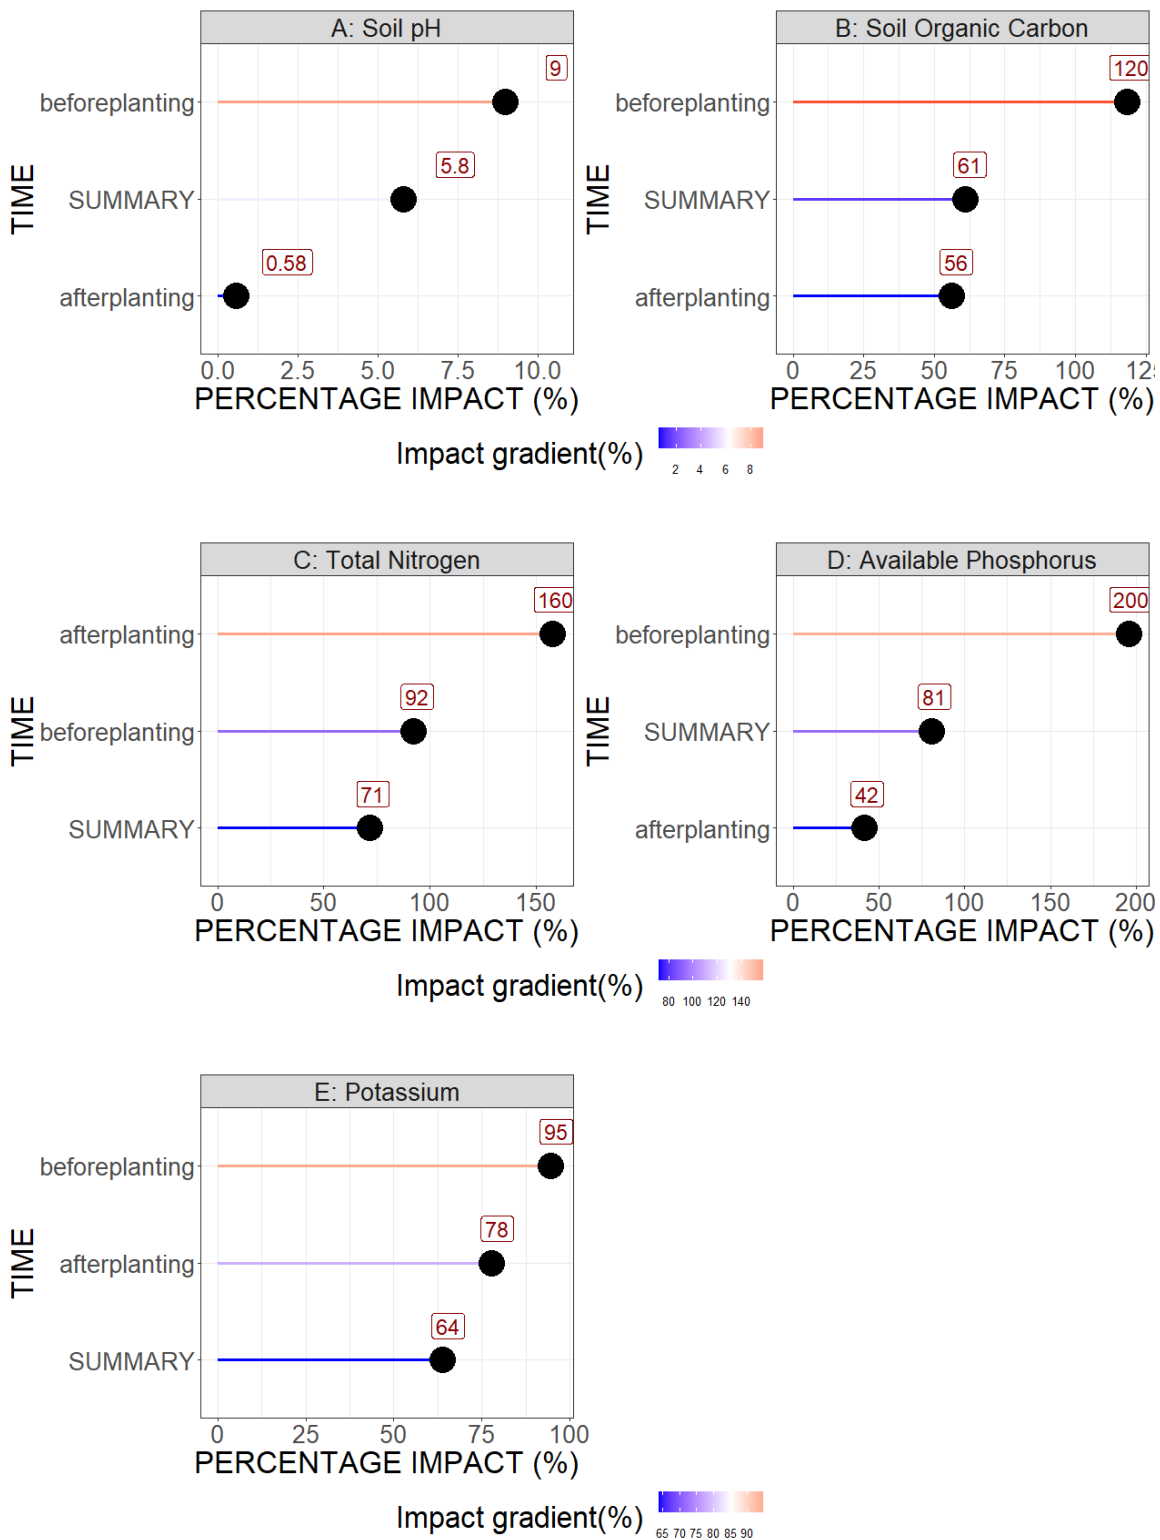 A: Soil pH
TIME
beforeplanting
SUMMARY
afterplanting
9
5.8
0.58
0.0 2.5 5.0 7.5 10.0
PERCENTAGE IMPACT (%)
B: Soil Organic Carbon
TIME
beforeplanting
SUMMARY
afterplanting
120
61
56
0 25 50 75 100 125
PERCENTAGE IMPACT (%)
Impact gradient(%)
2 4 6 8
C: Total Nitrogen
TIME
afterplanting
beforeplanting
SUMMARY
160
92
71
0 50 100 150
PERCENTAGE IMPACT (%)
D: Available Phosphorus
TIME
beforeplanting
SUMMARY
afterplanting
200
81
42
0 50 100 150 200
PERCENTAGE IMPACT (%)
Impact gradient(%)
80 100 120 140
E: Potassium
TIME
beforeplanting
afterplanting
SUMMARY
95
78
64
0 25 50 75 100
PERCENTAGE IMPACT (%)
Impact gradient(%)
65 70 75 80 85 90